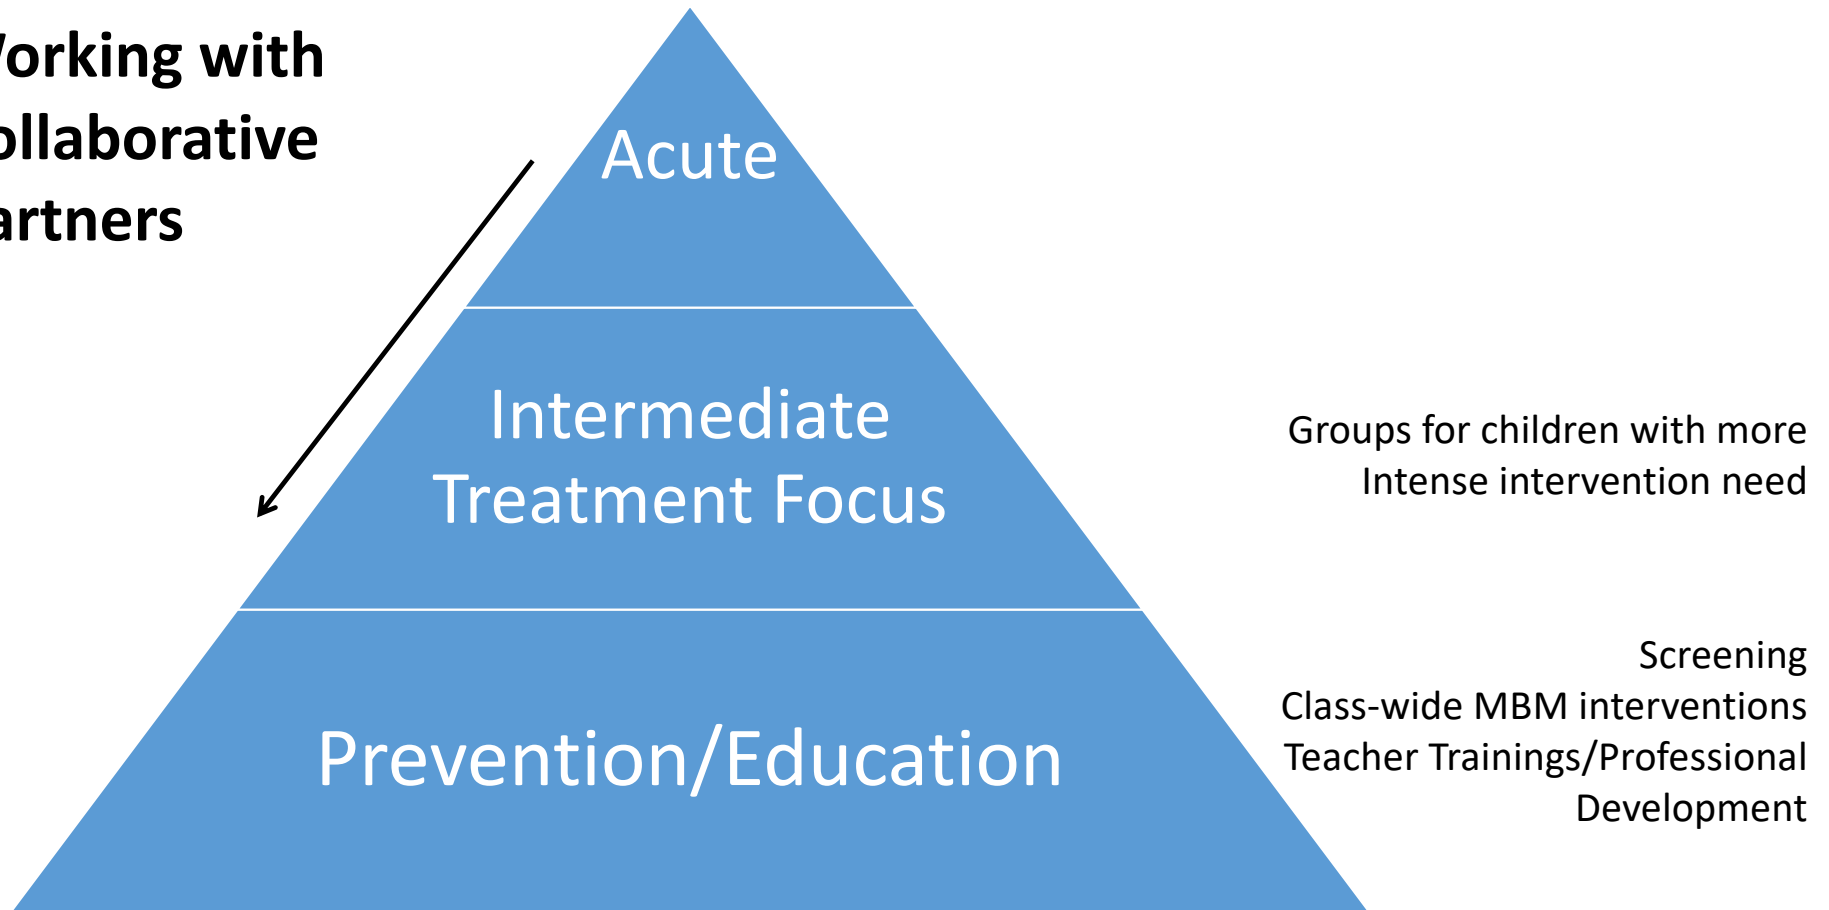 orking with
ollaborative
artners
Acute
Intermediate
Treatment Focus
Groups for children with more
Intense intervention need
Prevention/Education
Screening
Class-wide MBM interventions
Teacher Trainings/Professional
Development